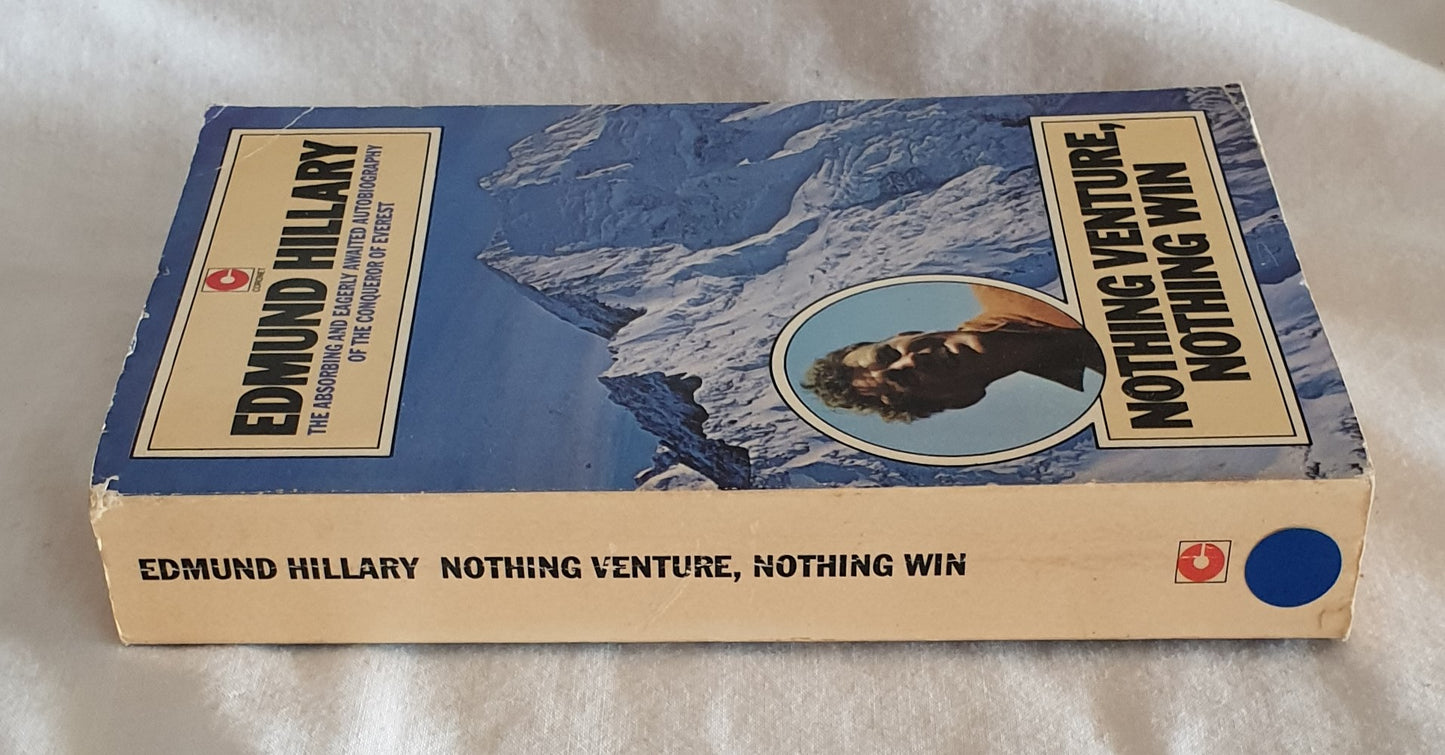 CORONET
EDMUND HILLARY
THE ABSORBING AND EAGERLY AWAITED AUTOBIOGRAPHY
OF THE CONQUEROR OF EVEREST
NOTHING VENTURE,
NOTHING WIN
EDMUND HILLARY NOTHING VENTURE, NOTHING WIN